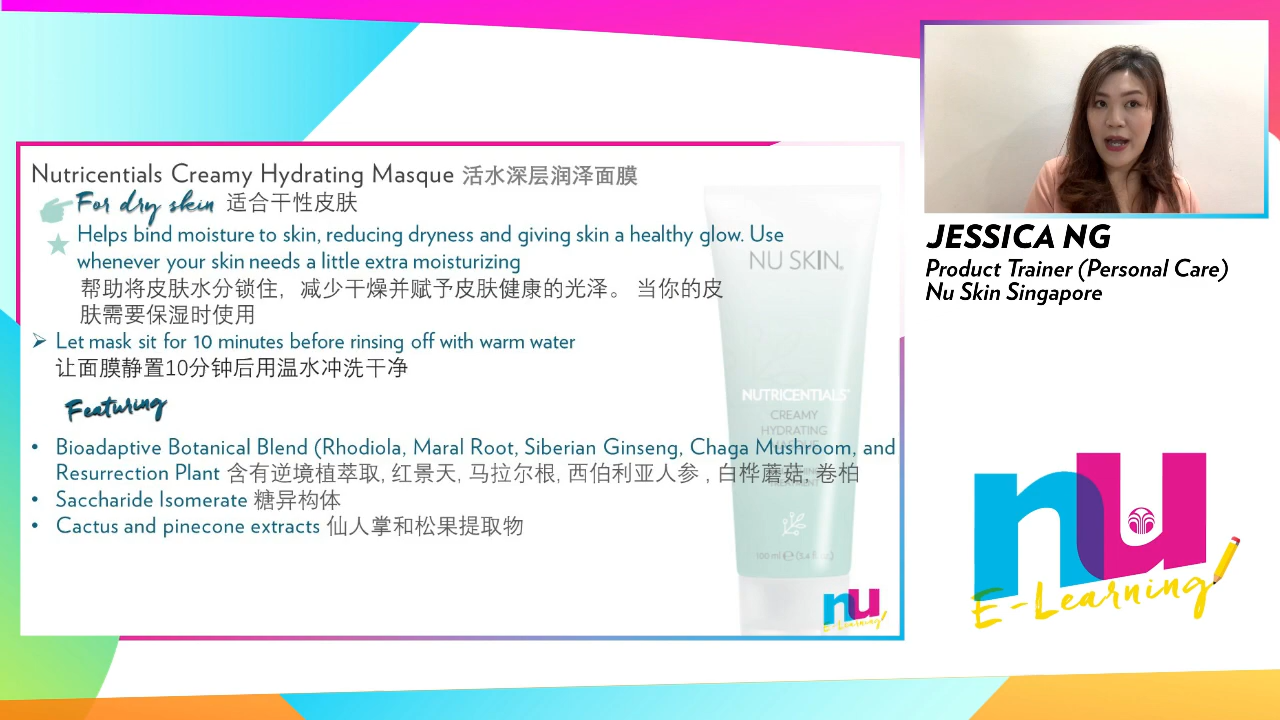 Nutricentials Creamy Hydrating Masque 活水深层润泽面膜
For dry skin 适合干性皮肤
Helps bind moisture to skin, reducing dryness and giving skin a healthy glow. Use
whenever your skin needs a little extra moisturizing
帮助将皮肤水分锁住, 减少干燥并赋予皮肤健康的光泽。 当你的皮
肤需要保湿时使用
Let mask sit for 10 minutes before rinsing off with warm water
让面膜静置10分钟后用温水冲洗干净
Featuring
• Bioadaptive Botanical Blend (Rhodiola, Maral Root, Siberian Ginseng, Chaga Mushroom, and
Resurrection Plant 含有逆境植萃取, 红景天, 马拉尔根, 西伯利亚人参 , 白桦蘑菇, 卷柏
• Saccharide Isomerate 糖异构体
• Cactus and pinecone extracts 仙人掌和松果提取物
NU SKIN®
NUTRICENTIALS™
CREAMY
HYDRATING
TREATMENT
100 ml
nu
E-Learning
JESSICA NG
Product Trainer (Personal Care)
Nu Skin Singapore
nu
E-Learning